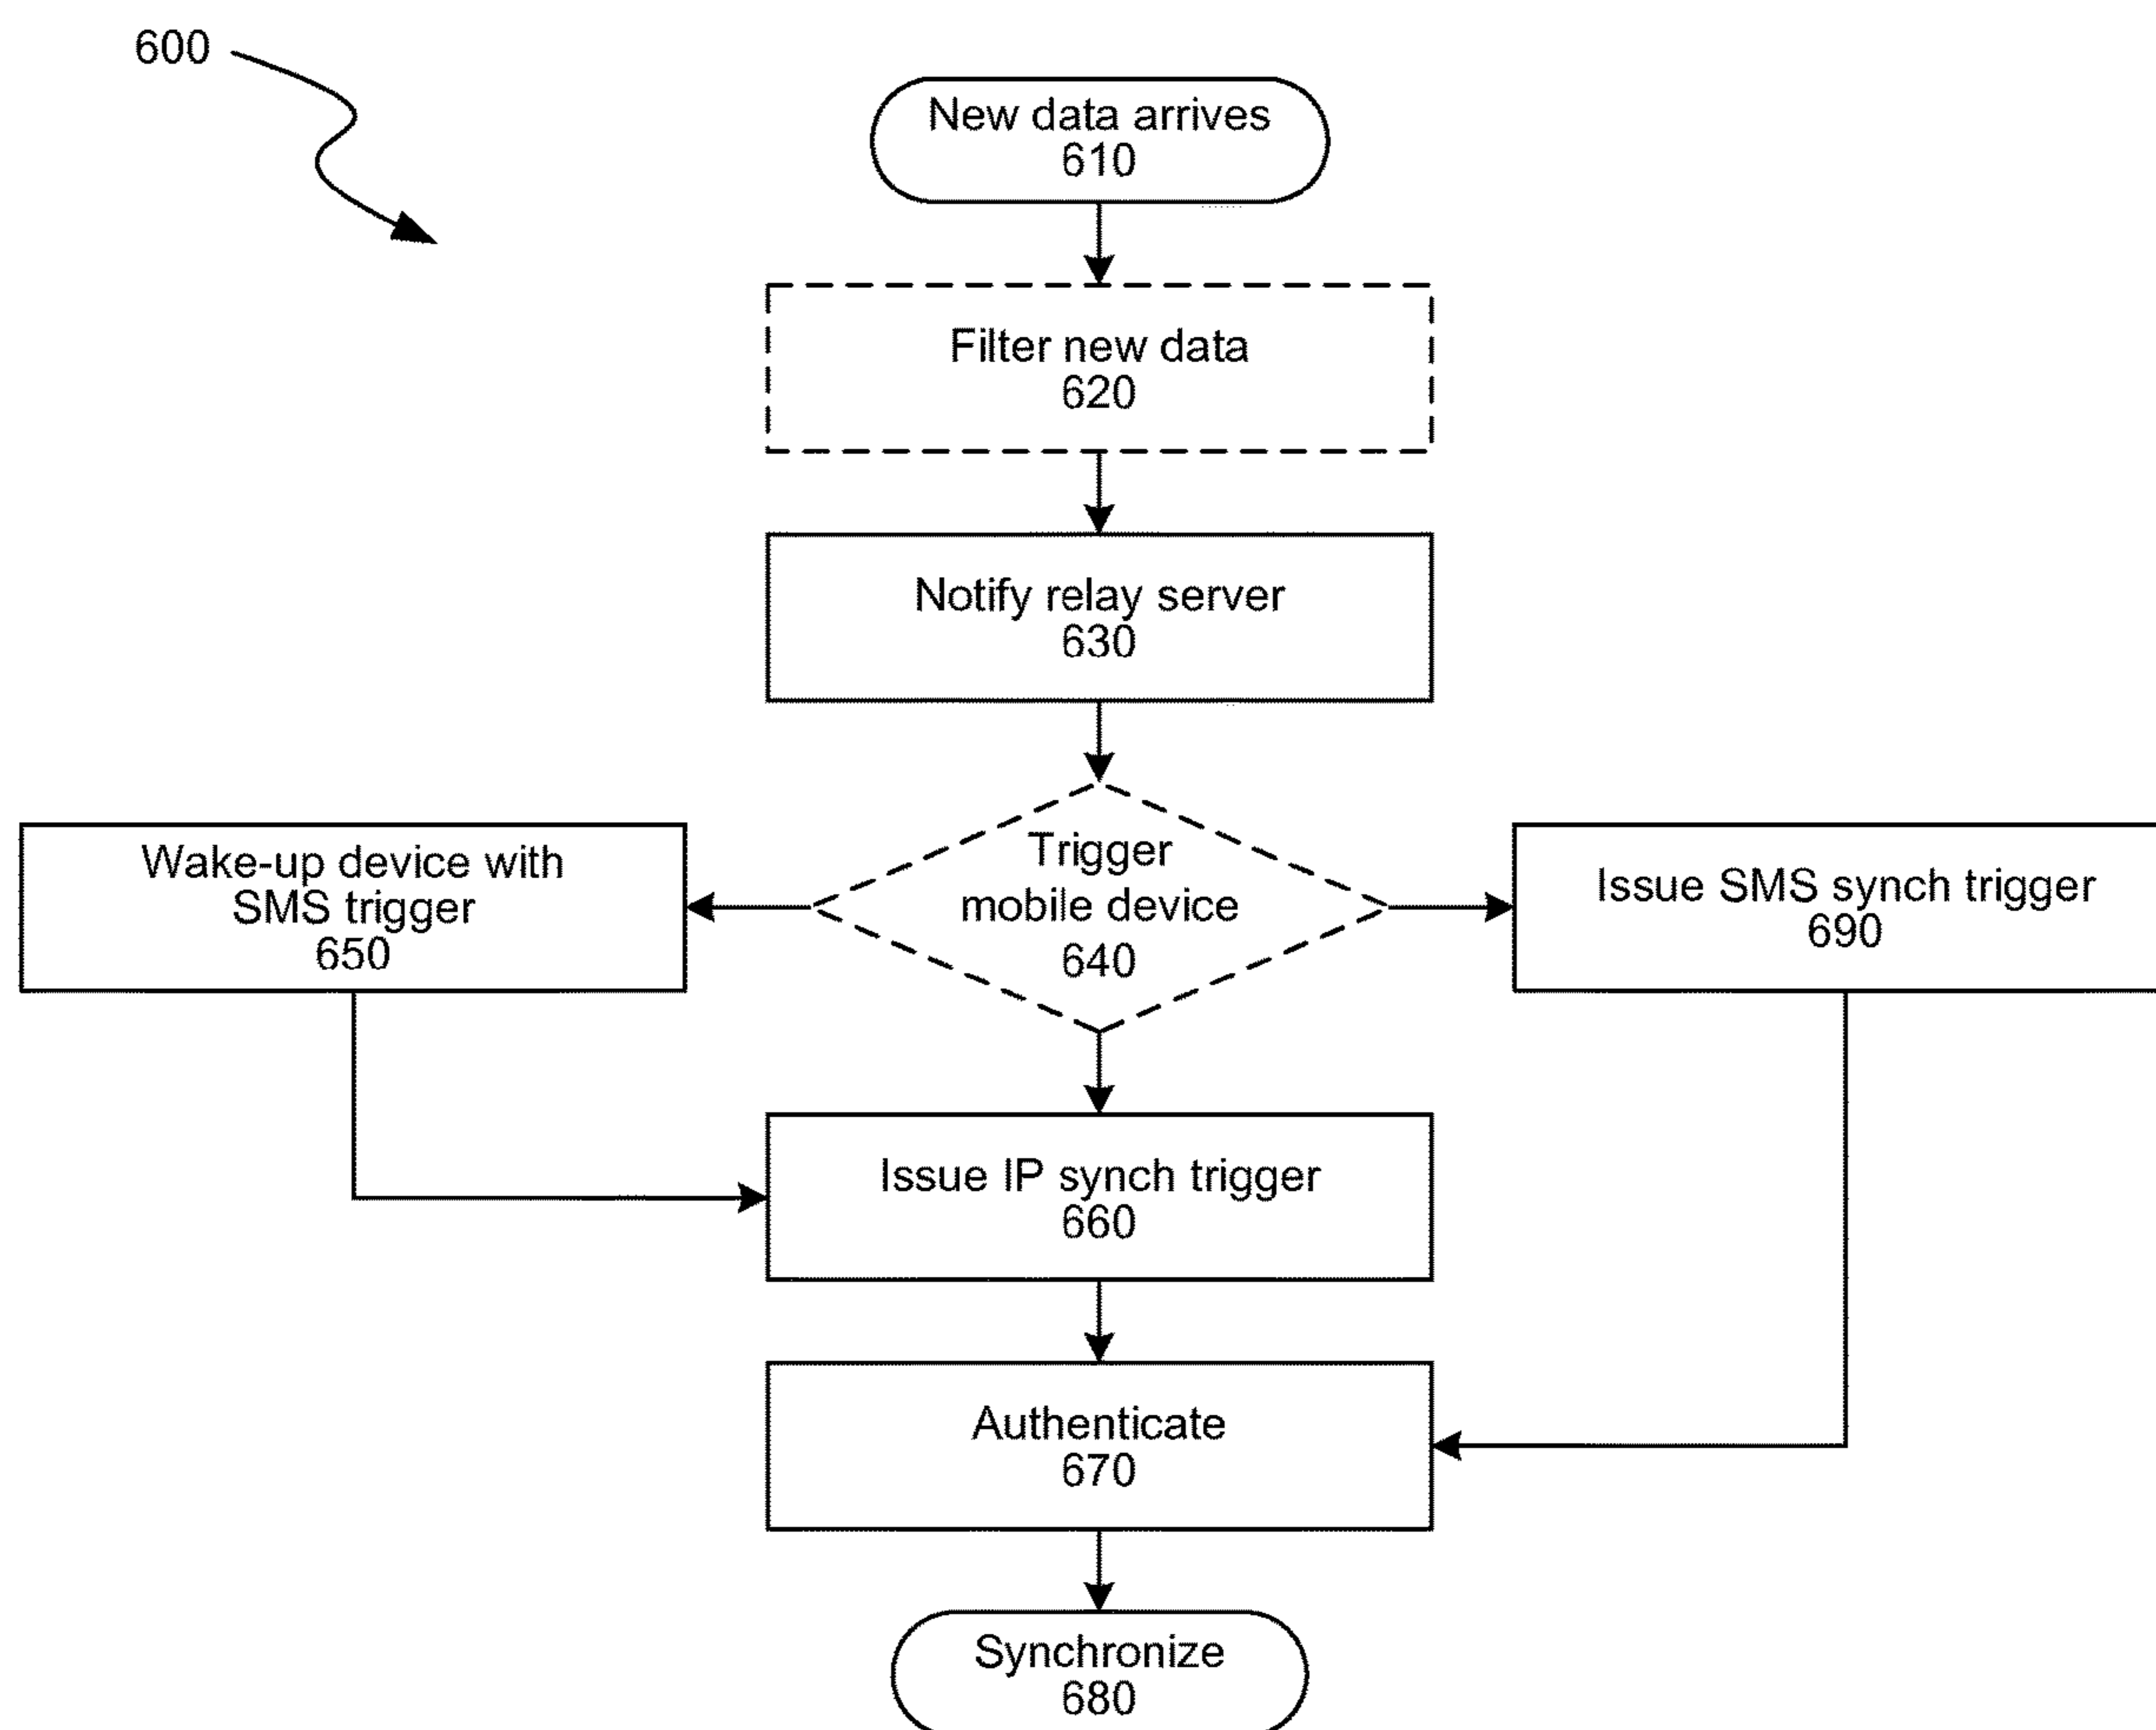 600
New data arrives
610
Filter new data
620
Notify relay server
630
Wake-up device with
SMS trigger
650
Trigger
mobile device
640
Issue SMS synch trigger
690
Issue IP synch trigger
660
Authenticate
670
Synchronize
680